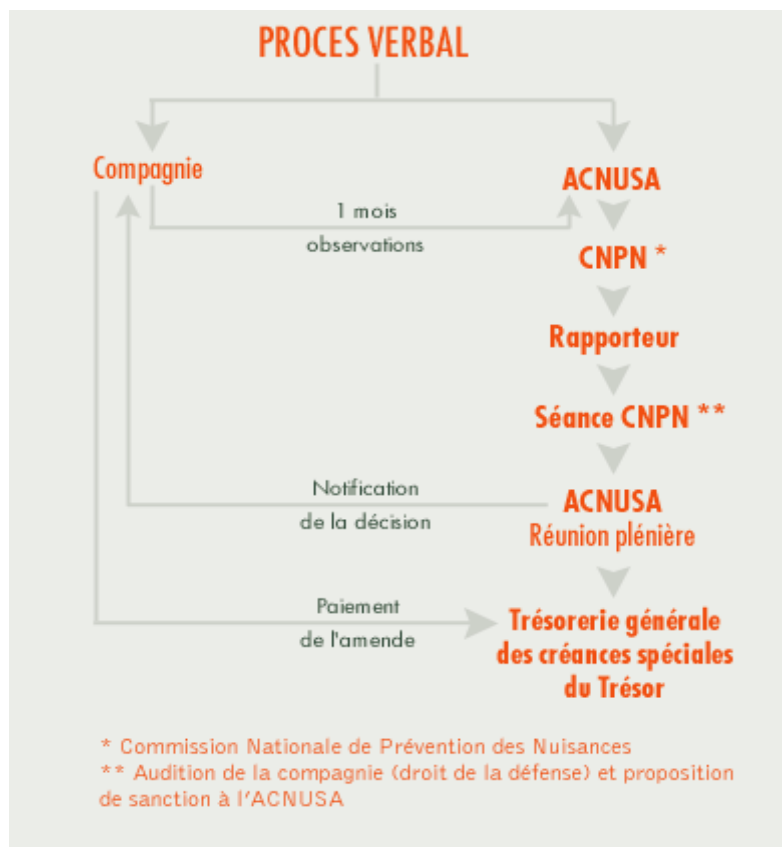 PROCES VERBAL
Compagnie
ACNUSA
1 mois
observations
CNPN *
Rapporteur
Séance CNPN **
Notification
de la décision
ACNUSA
Réunion plénière
Paiement
de l'amende
Trésorerie générale
des créances spéciales
du Trésor
* Commission Nationale de Prévention des Nuisances
** Audition de la compagnie (droit de la défense) et proposition
de sanction à l'ACNUSA